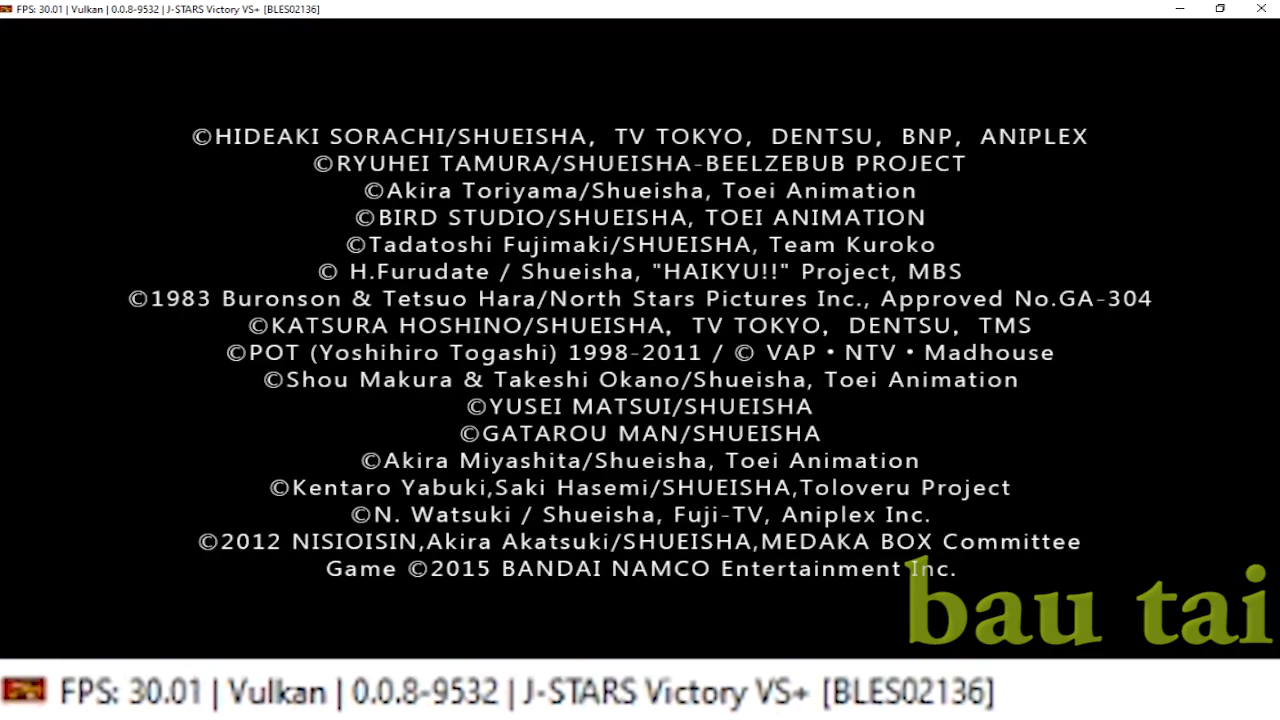 FPS: 30.01 | Vulkan | 0.0.8-9532 | J-STARS Victory VS+ [BLES02136]
©HIDEAKI SORACHI/SHUEISHA, TV TOKYO, DENTSU, BNP, ANIPLEX
©RYUHEI TAMURA/SHUEISHA-BEELZEBUB PROJECT
©Akira Toriyama/Shueisha, Toei Animation
©BIRD STUDIO/SHUEISHA, TOEI ANIMATION
©Tadatoshi Fujimaki/SHUEISHA, Team Kuroko
© H.Furudate / Shueisha, "HAIKYU!!" Project, MBS
©1983 Buronson & Tetsuo Hara/North Stars Pictures Inc., Approved No.GA-304
©KATSURA HOSHINO/SHUEISHA, TV TOKYO, DENTSU, TMS
©POT (Yoshihiro Togashi) 1998-2011 / © VAP・NTV・Madhouse
©Shou Makura & Takeshi Okano/Shueisha, Toei Animation
©YUSEI MATSUI/SHUEISHA
©GATAROU MAN/SHUEISHA
©Akira Miyashita/Shueisha, Toei Animation
©Kentaro Yabuki,Saki Hasemi/SHUEISHA,Toloveru Project
©N. Watsuki / Shueisha, Fuji-TV, Aniplex Inc.
©2012 NISIOISIN,Akira Akatsuki/SHUEISHA,MEDAKA BOX Committee
Game ©2015 BANDAI NAMCO Entertainment Inc.
bau tai
FPS: 30.01 | Vulkan | 0.0.8-9532 | J-STARS Victory VS+ [BLES02136]